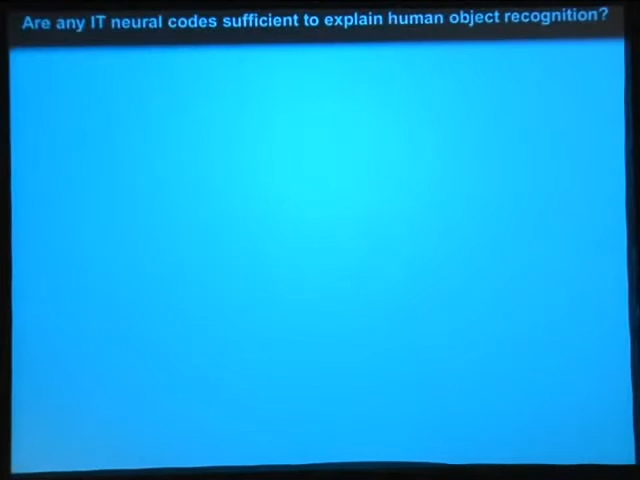 Are any IT neural codes sufficient to explain human object recognition?